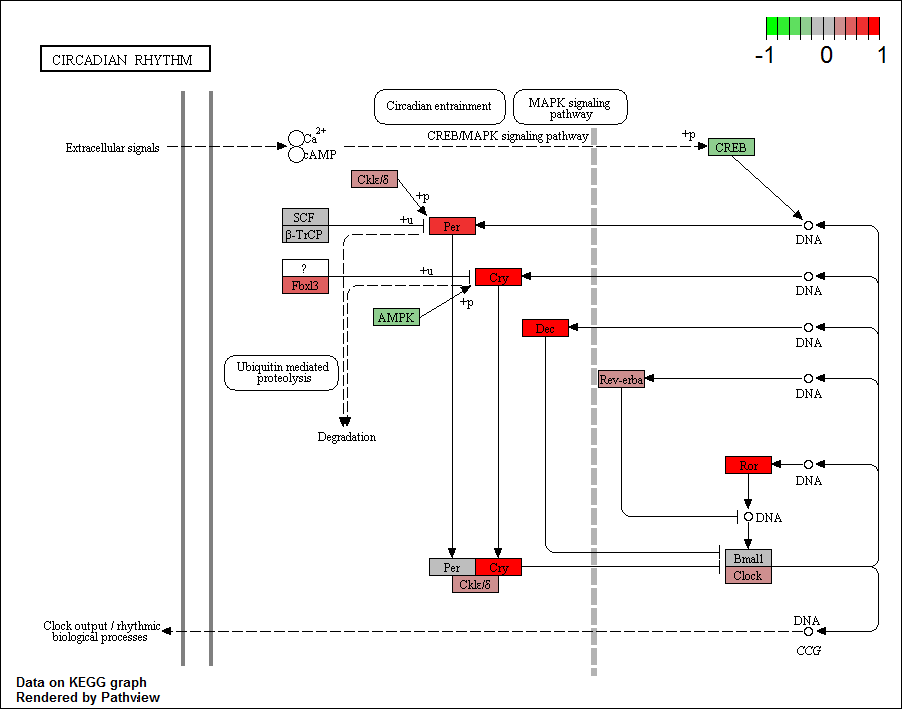 -1 0 1
CIRCADIAN RHYTHM
Circadian entrainment
MAPK signaling
pathway
CREB/MAPK signaling pathway
Extracellular signals
Ca2+
cAMP
+p
CREB
CkIε/δ
+p
SCF
β-TrCP
+u
Per
DNA
?
Fbxl3
+u
Cry
DNA
+p
AMPK
Dec
DNA
Ubiquitin mediated
proteolysis
Rev-erba
DNA
Degradation
Ror
DNA
DNA
Per
Cry
CkIε/δ
Bmal1
Clock
Clock output / rhythmic
biological processes
DNA
CCG
Data on KEGG graph
Rendered by Pathview